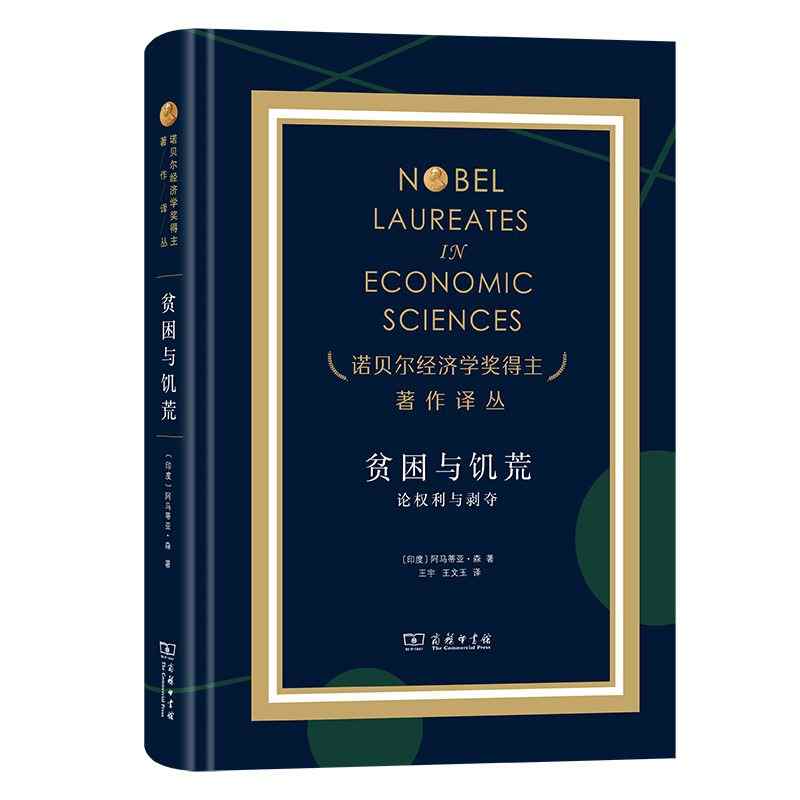 诺贝尔经济学奖得主
著作译丛
贫困与饥荒
〔印度〕阿马蒂亚·森 著
商务印书馆
The Commercial Press
NOBEL
LAUREATES
IN
ECONOMIC
SCIENCES
诺贝尔经济学奖得主
著作译丛
贫困与饥荒
论权利与剥夺
〔印度〕阿马蒂亚·森 著
王宇 王文玉 译
商务印书馆
The Commercial Press